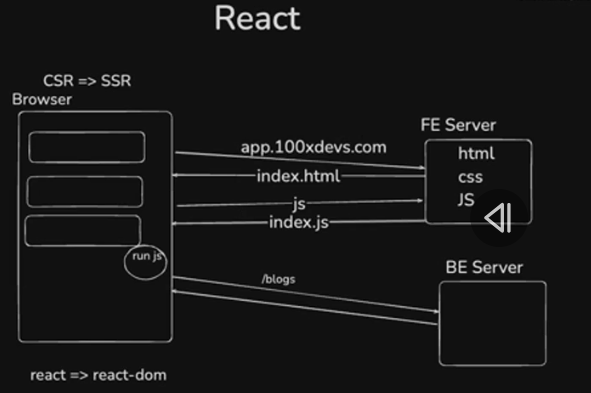 React
CSR => SSR
Browser
FE Server
app.100xdevs.com
html
index.html
css
js
JS
index.js
run js
BE Server
/blogs
react => react-dom